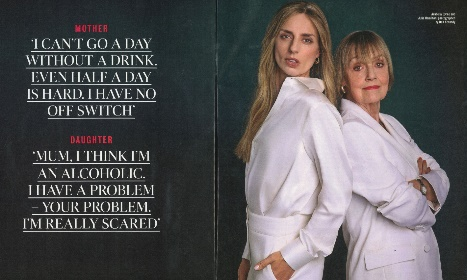 MOTHER
'I CAN'T GO A DAY
WITHOUT A DRINK.
EVEN HALF A DAY
IS HARD. I HAVE NO
OFF SWITCH'
DAUGHTER
'MUM, I THINK I'M
AN ALCOHOLIC.
I HAVE A PROBLEM
– YOUR PROBLEM.
I'M REALLY SCARED'